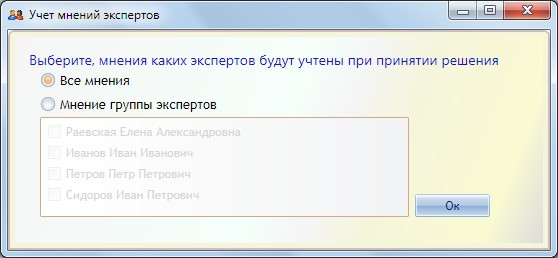 Учет мнений экспертов
Выберите, мнения каких экспертов будут учтены при принятии решения
Все мнения
Мнение группы экспертов
Раевская Елена Александровна
Иванов Иван Иванович
Петров Петр Петрович
Сидоров Иван Петрович
Ок